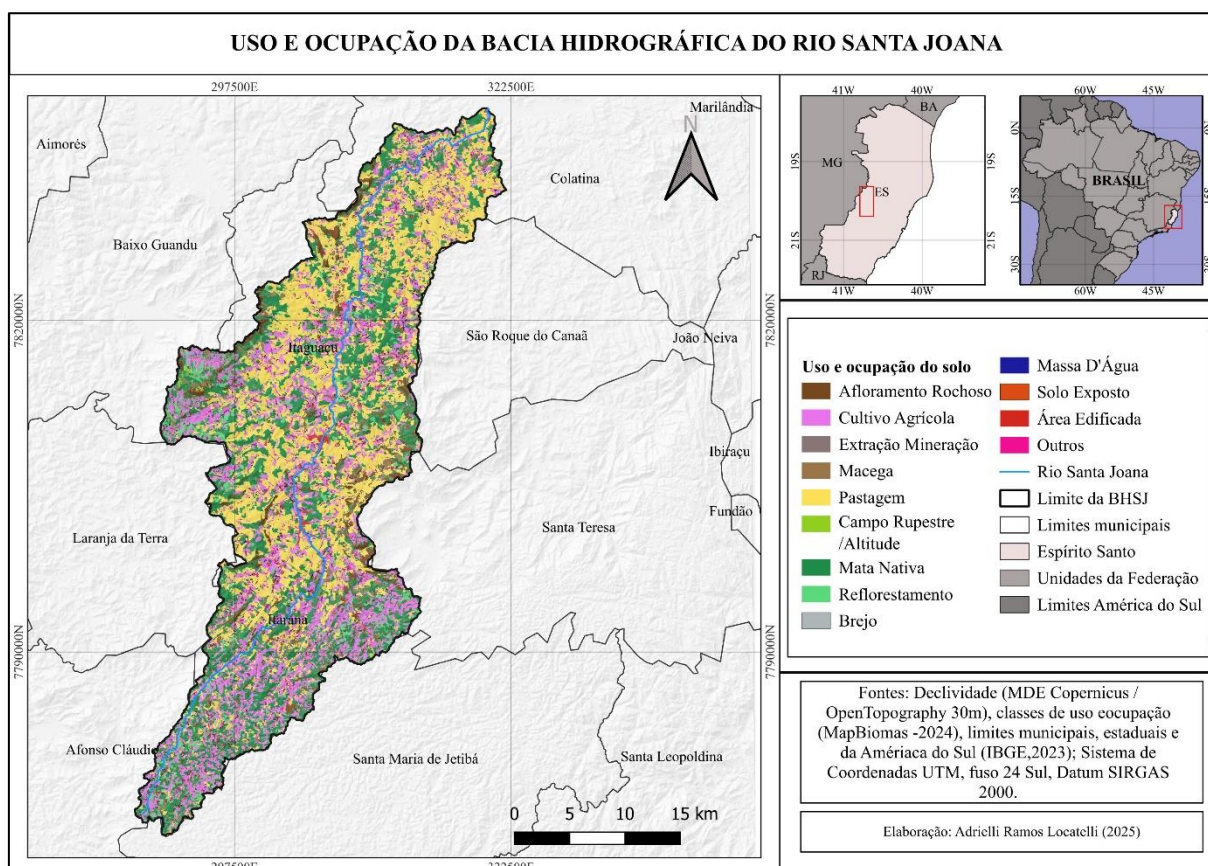 USO E OCUPAÇÃO DA BACIA HIDROGRÁFICA DO RIO SANTA JOANA
297500E
322500E
Marilândia
N
Aimorés
Colatina
Baixo Guandu
7820000N
7820000N
São Roque do Canaã
João Neiva
Itaguaçu
Ibiraçu
Fundão
Santa Teresa
Laranja da Terra
Itarana
7790000N
7790000N
Afonso Cláudio
Santa Maria de Jetibá
Santa Leopoldina
0 5 10 15 km
297500E
322500E
41W
40W
BA
19S
19S
MG
ES
21S
21S
RJ
41W
40W
60W
45W
0N
0N
BRASIL
15S
15S
30S
30S
60W
45W
Uso e ocupação do solo
Afloramento Rochoso
Cultivo Agrícola
Extração Mineração
Macega
Pastagem
Campo Rupestre
/Altitude
Mata Nativa
Reflorestamento
Brejo
Massa D'Água
Solo Exposto
Área Edificada
Outros
Rio Santa Joana
Limite da BHSJ
Limites municipais
Espírito Santo
Unidades da Federação
Limites América do Sul
Fontes: Declividade (MDE Copernicus /
OpenTopography 30m), classes de uso eocupação
(MapBiomas -2024), limites municipais, estaduais e
da Amériaca do Sul (IBGE,2023); Sistema de
Coordenadas UTM, fuso 24 Sul, Datum SIRGAS
2000.
Elaboração: Adrielli Ramos Locatelli (2025)